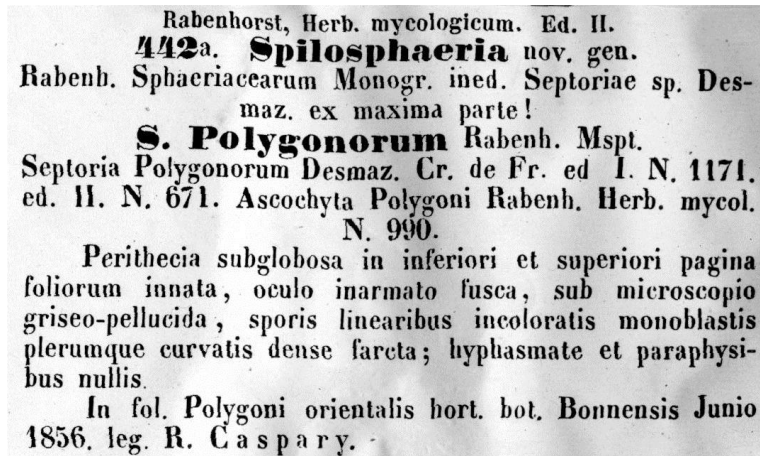 Rabenhorst, Herb. mycologicum. Ed. II.
442a. Spilosphaeria nov. gen.
Rabenh. Sphaeriacearum Monogr. ined. Septoriae sp. Des-
maz. ex maxima parte!
S. Polygonorum Rabenh. Mspt.
Septoria Polygonorum Desmaz. Cr. de Fr. ed I. N. 1171.
ed. II. N. 671. Ascochyta Polygoni Rabenh. Herb. mycol.
N. 990.
Perithecia subglobosa in inferiori et superiori pagina
foliorum innata, oculo inarmato fusca, sub microscopio
griseo-pellucida, sporis linearibus incoloratis monoblastis
plerumque curvatis dense farcta; hyphasmate et paraphysi-
bus nullis.
In fol. Polygoni orientalis hort. bot. Bonnensis Junio
1856. leg. R. Caspary.